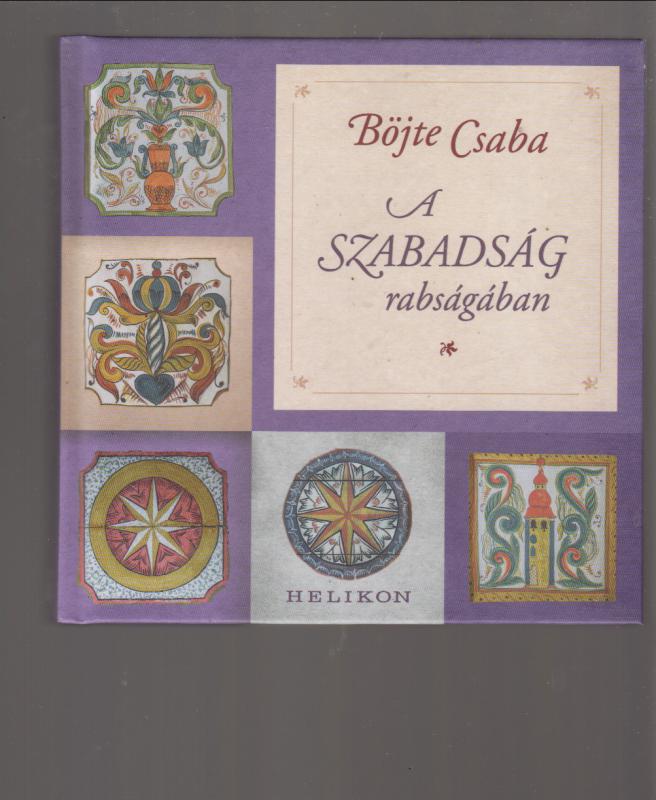 Böjte Csaba
A
SZABADSÁG
rabságában
HELIKON